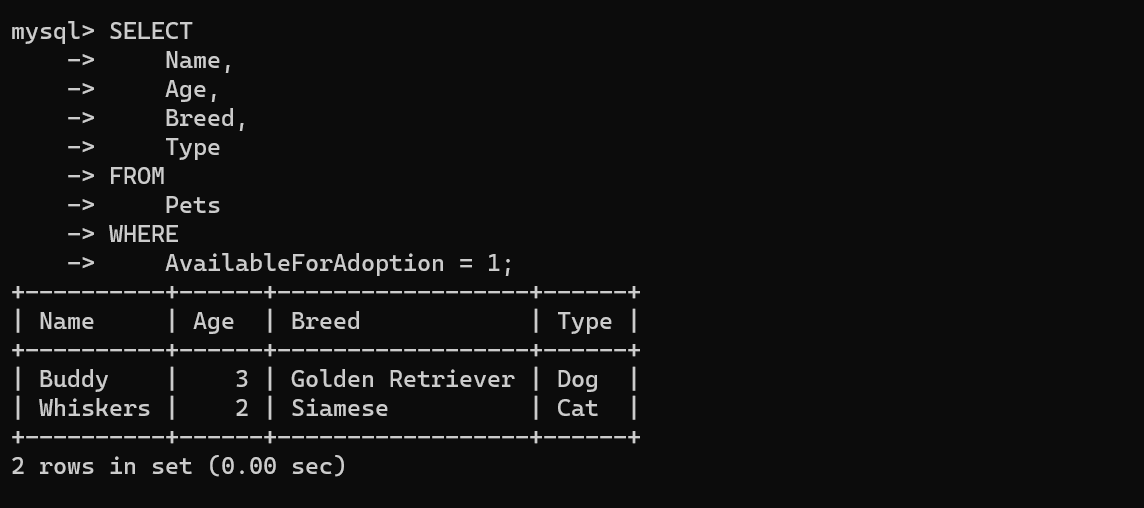 mysql> SELECT
    ->     Name,
    ->     Age,
    ->     Breed,
    ->     Type
    -> FROM
    ->     Pets
    -> WHERE
    ->     AvailableForAdoption = 1;
+----------+------+------------------+------+
| Name     | Age  | Breed            | Type |
+----------+------+------------------+------+
| Buddy    |    3 | Golden Retriever | Dog  |
| Whiskers |    2 | Siamese          | Cat  |
+----------+------+------------------+------+
2 rows in set (0.00 sec)